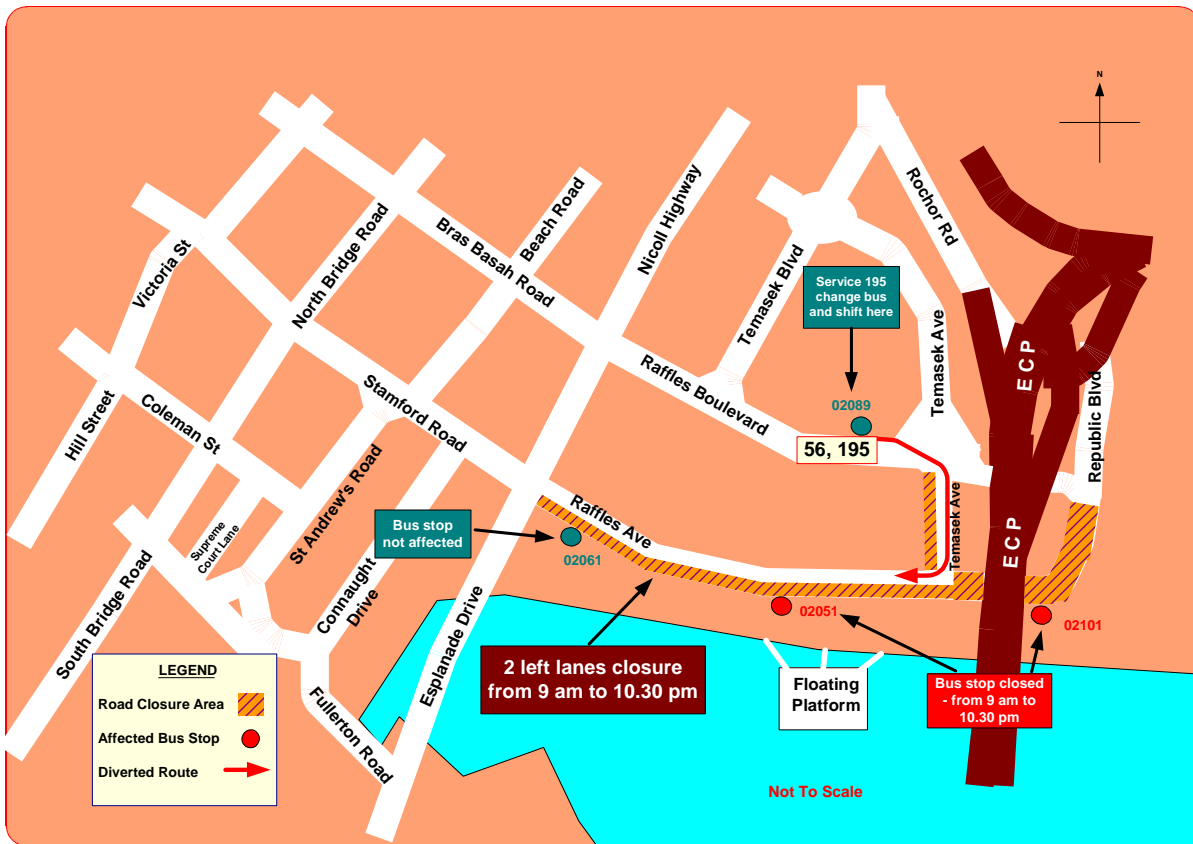 N
Rochor Rd
Nicoll Highway
Beach Road
North Bridge Road
Victoria St
Bras Basah Road
Temasek Blvd
Service 195
change bus
and shift here
Temasek Ave
E C P
Republic Blvd
Hill Street
Coleman St
Stamford Road
Raffles Boulevard
02089
56, 195
Temasek Ave
E C P
St Andrew's Road
Supreme
Court Lane
Bus stop
not affected
02061
Raffles Ave
South Bridge Road
Connaught
Drive
Esplanade Drive
02051
02101
2 left lanes closure
from 9 am to 10.30 pm
Floating
Platform
Bus stop closed
- from 9 am to
10.30 pm
Fullerton Road
LEGEND
Road Closure Area
Affected Bus Stop
Diverted Route
Not To Scale